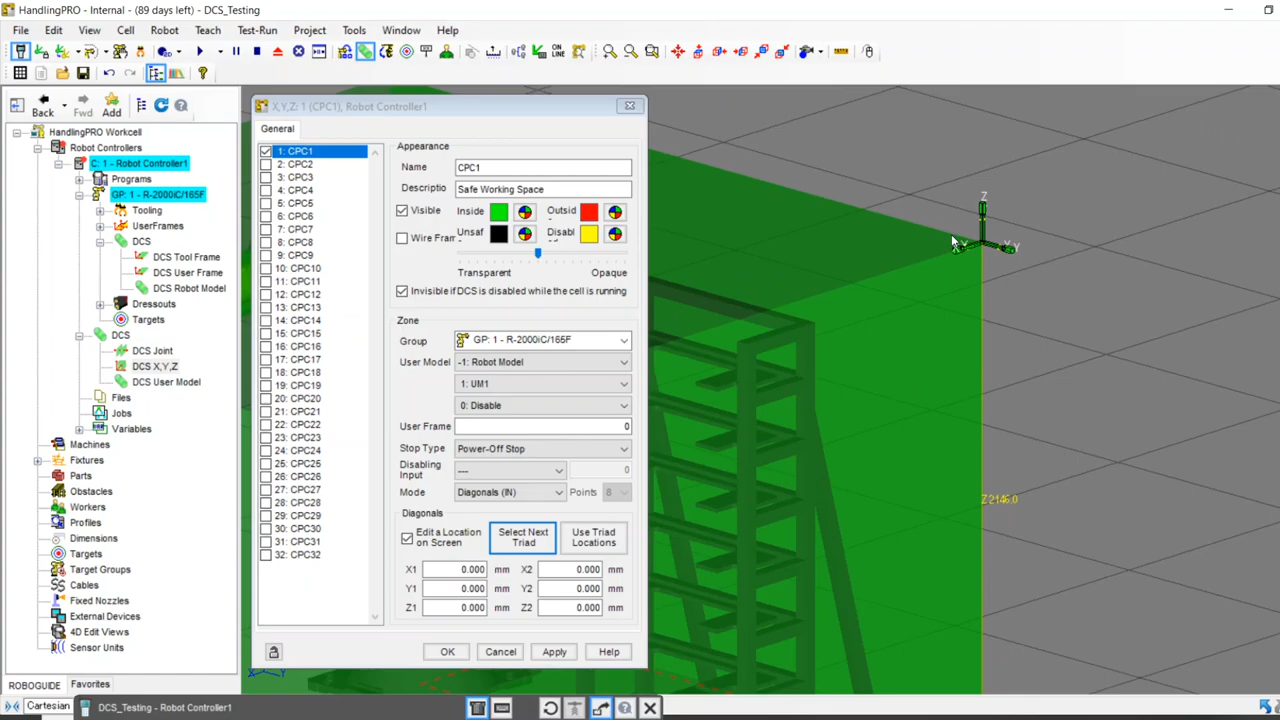 HandlingPRO - Internal - (89 days left) - DCS_Testing
File Edit View Cell Robot Teach Test-Run Project Tools Window Help
ON LINE
Back Fwd Add
HandlingPRO Workcell
Robot Controllers
C: 1 - Robot Controller1
Programs
GP: 1 - R-2000iC/165F
Tooling
UserFrames
DCS
DCS Tool Frame
DCS User Frame
DCS Robot Model
Dressouts
Targets
DCS
DCS Joint
DCS X,Y,Z
DCS User Model
Files
Jobs
Variables
Machines
Fixtures
Parts
Obstacles
Workers
Profiles
Dimensions
Targets
Target Groups
Cables
Fixed Nozzles
External Devices
4D Edit Views
Sensor Units
ROBOGUIDE Favorites
X,Y,Z: 1 (CPC1), Robot Controller1
General
1: CPC1
2: CPC2
3: CPC3
4: CPC4
5: CPC5
6: CPC6
7: CPC7
8: CPC8
9: CPC9
10: CPC10
11: CPC11
12: CPC12
13: CPC13
14: CPC14
15: CPC15
16: CPC16
17: CPC17
18: CPC18
19: CPC19
20: CPC20
21: CPC21
22: CPC22
23: CPC23
24: CPC24
25: CPC25
26: CPC26
27: CPC27
28: CPC28
29: CPC29
30: CPC30
31: CPC31
32: CPC32
Appearance
Name CPC1
Descriptio Safe Working Space
Visible Inside Outsid
Wire Fram Unsaf Disabl
Transparent Opaque
Invisible if DCS is disabled while the cell is running
Zone
Group GP: 1 - R-2000iC/165F
User Model -1: Robot Model
1: UM1
0: Disable
User Frame 0
Stop Type Power-Off Stop
Disabling Input --- 0
Mode Diagonals (IN) Points 8
Diagonals
Edit a Location on Screen
Select Next Triad
Use Triad Locations
X1 0.000 mm X2 0.000 mm
Y1 0.000 mm Y2 0.000 mm
Z1 0.000 mm Z2 0.000 mm
OK Cancel Apply Help
Z
Y
Z2146.0
Cartesian DCS_Testing - Robot Controller1